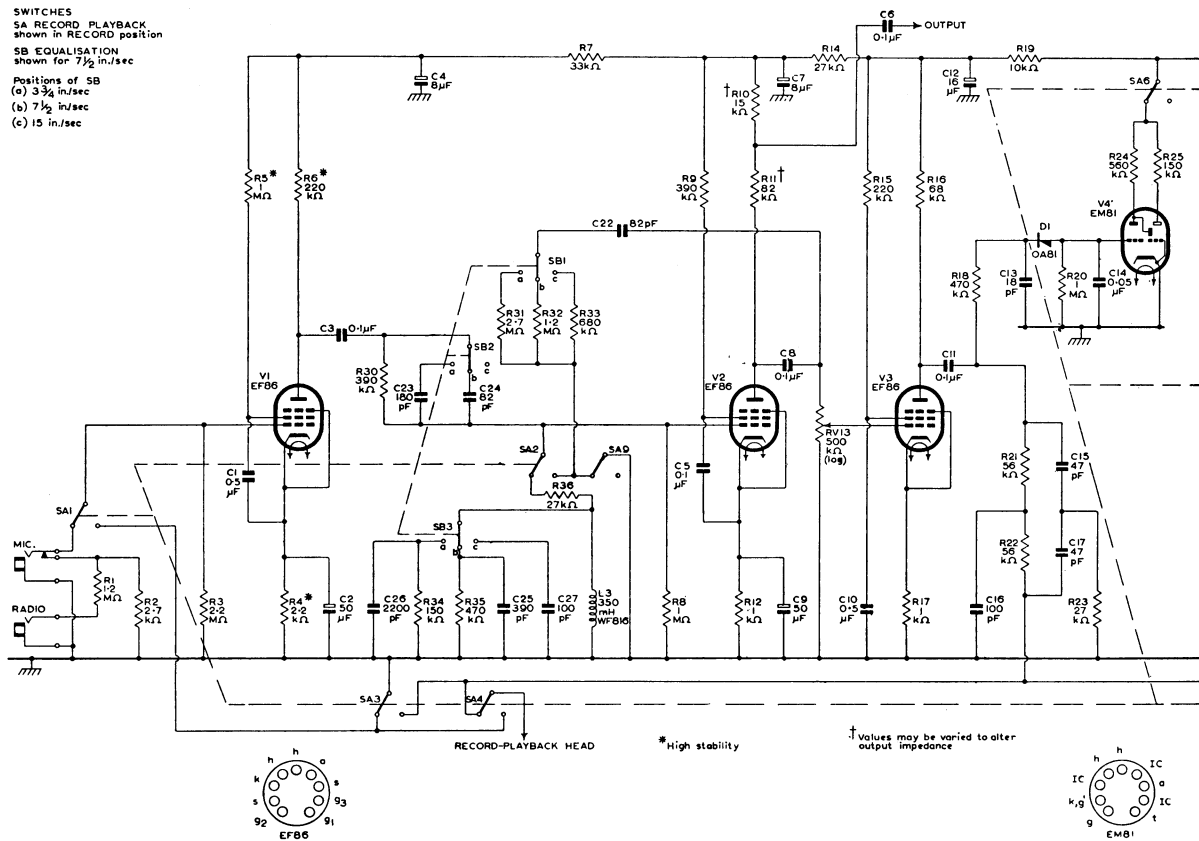 SWITCHES
SA RECORD PLAYBACK
shown in RECORD position
SB EQUALISATION
shown for 7½ in./sec
Positions of SB
(a) 3¾ in/sec
(b) 7½ in/sec
(c) 15 in/sec
C6
0·1µF
OUTPUT
R7
33kΩ
R14
27kΩ
R19
10kΩ
C4
8µF
C7
8µF
C12
16
µF
SA6
†R10
15
kΩ
R5*
1
MΩ
R6*
220
kΩ
R9
390
kΩ
R11†
82
kΩ
R15
220
kΩ
R16
68
kΩ
R24
560
kΩ
R25
150
kΩ
V4'
EM81
C22
82pF
SB1
a
b
c
D1
OA81
R18
470
kΩ
C13
18
pF
R20
1
MΩ
C14
0·05
µF
R31
2·7
MΩ
R32
1·2
MΩ
R33
680
kΩ
C3
0·1µF
SB2
a
b
c
R30
390
kΩ
C23
180
pF
C24
82
pF
V1
EF86
V2
EF86
C8
0·1µF
V3
EF86
C11
0·1µF
RV13
500
kΩ
(log)
SA2
SA9
C1
0·5
µF
C5
0·1
µF
R21
56
kΩ
C15
47
pF
R36
27kΩ
SA1
SB3
a
b
c
MIC.
R22
56
kΩ
C17
47
pF
R1
1·2
MΩ
R2
2·7
kΩ
R3
2·2
MΩ
R4*
2·2
kΩ
C2
50
µF
C26
2200
pF
R34
150
kΩ
R35
470
kΩ
C25
390
pF
C27
100
pF
L3
350
mH
WF816
R8
1
MΩ
R12
·1
kΩ
C9
50
µF
C10
0·5
µF
R17
1
kΩ
C16
100
pF
R23
27
kΩ
RADIO
SA3
SA4
RECORD-PLAYBACK HEAD
*High stability
†Values may be varied to alter
output impedance
h
h
a
k
s
s
g3
g2
g1
EF86
h
h
IC
IC
a
k,g'
IC
g
t
EM81